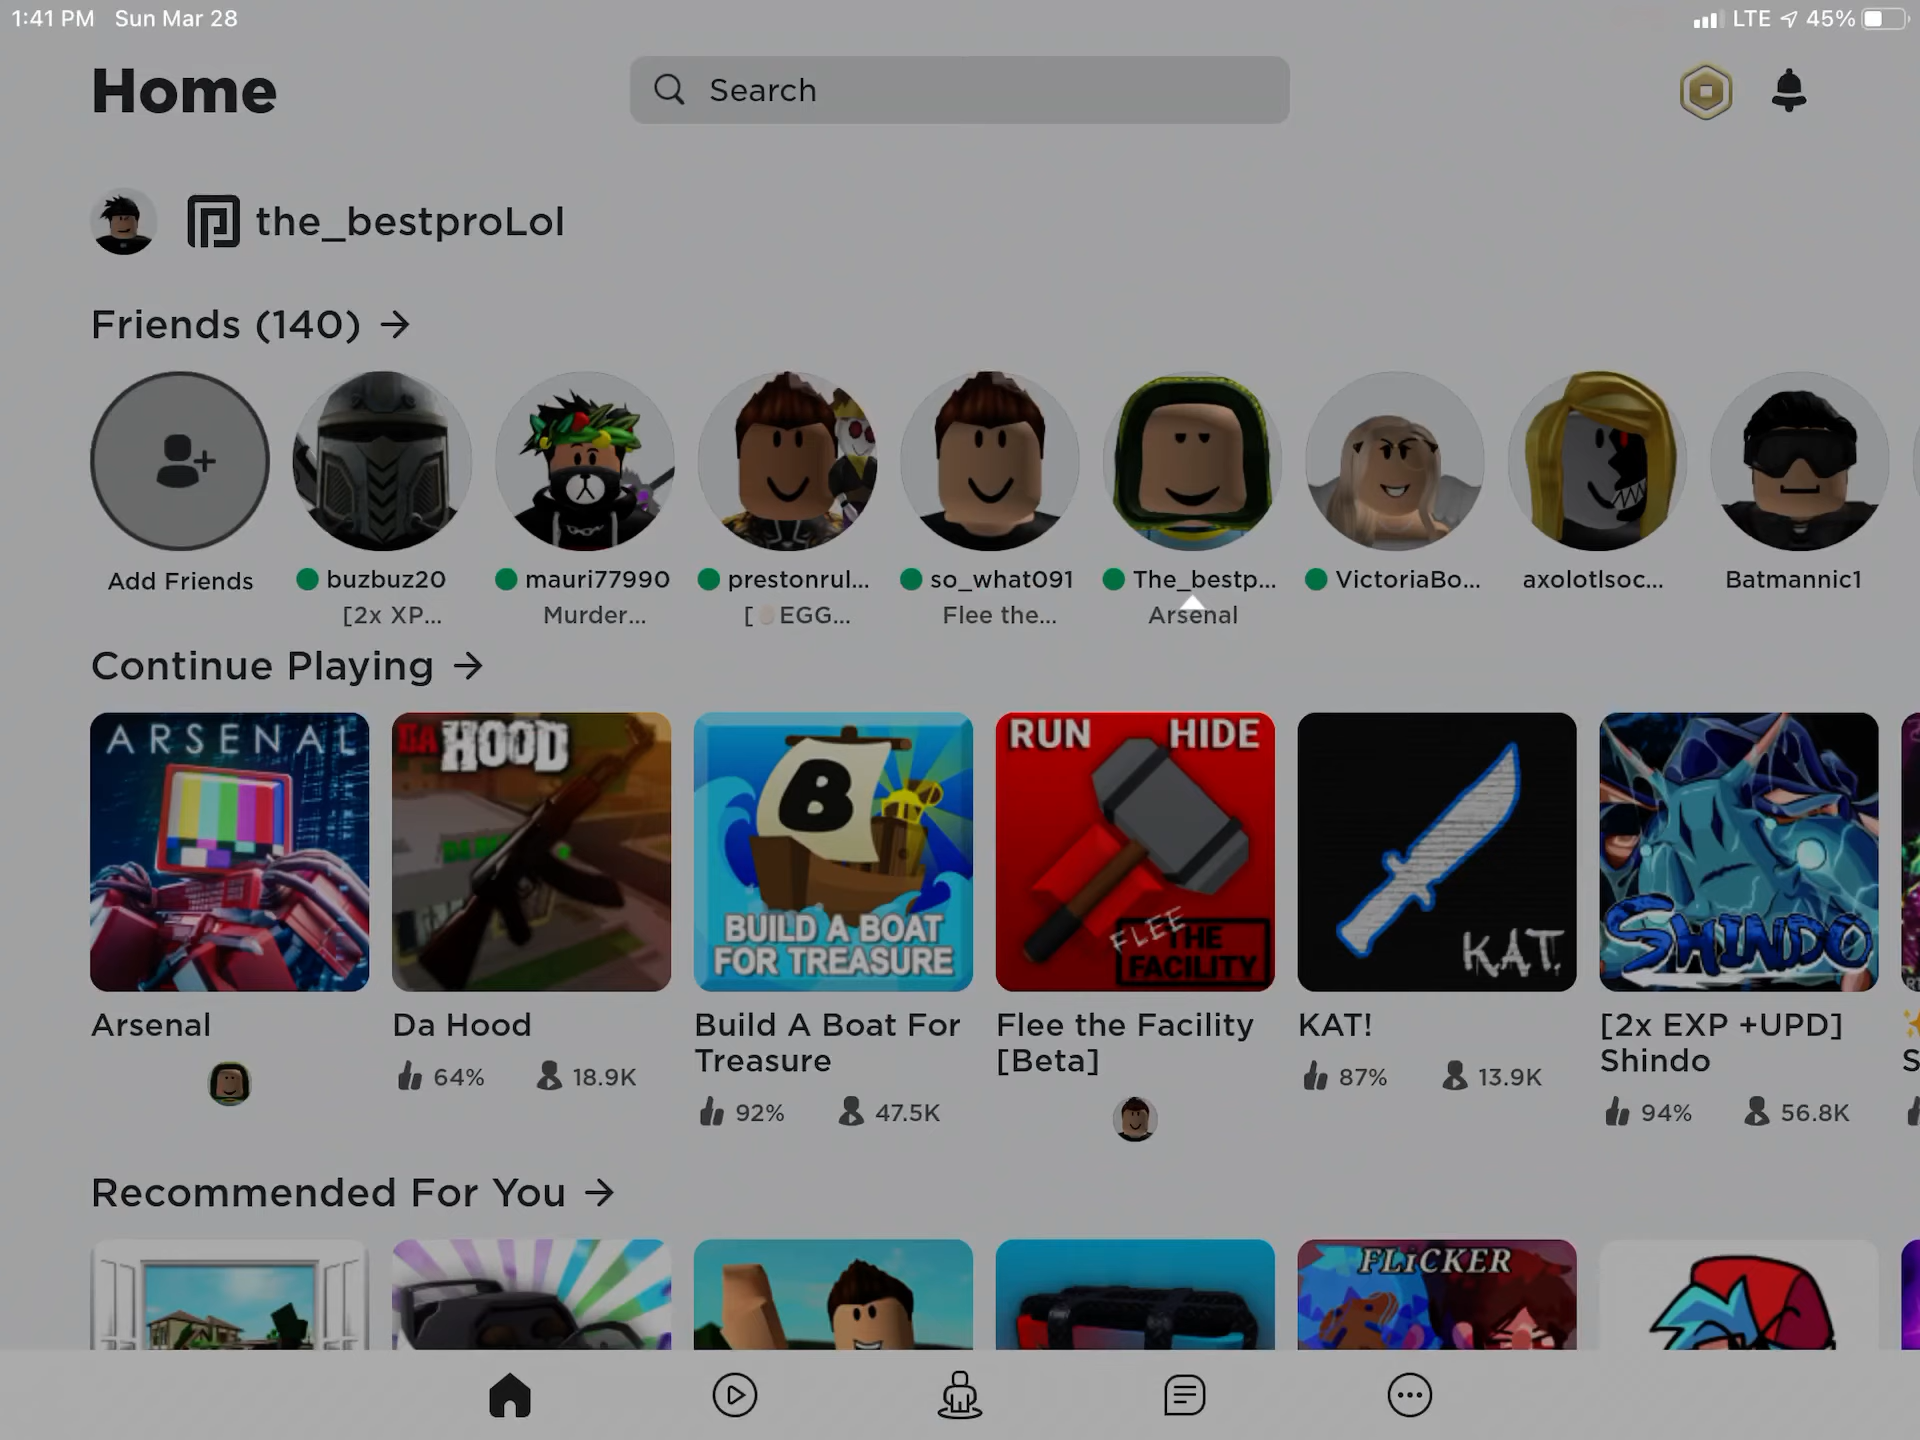 1:41 PM Sun Mar 28
LTE 45%
Home
Search
the_bestproLol
Friends (140) →
Add Friends
buzbuz20
mauri77990
prestonrul...
so_what091
The_bestp...
VictoriaBo...
axolotlsoc...
Batmannic1
[2x XP...
Murder...
[🥚EGG...
Flee the...
Arsenal
Continue Playing →
ARSENAL
DA HOOD
B
BUILD A BOAT
FOR TREASURE
RUN HIDE
FLEE
THE
FACILITY
KAT.
SHINDO
Arsenal
Da Hood
64% 18.9K
Build A Boat For
Treasure
92% 47.5K
Flee the Facility
[Beta]
KAT!
87% 13.9K
[2x EXP +UPD]
Shindo
94% 56.8K
Recommended For You →
FLiCKER